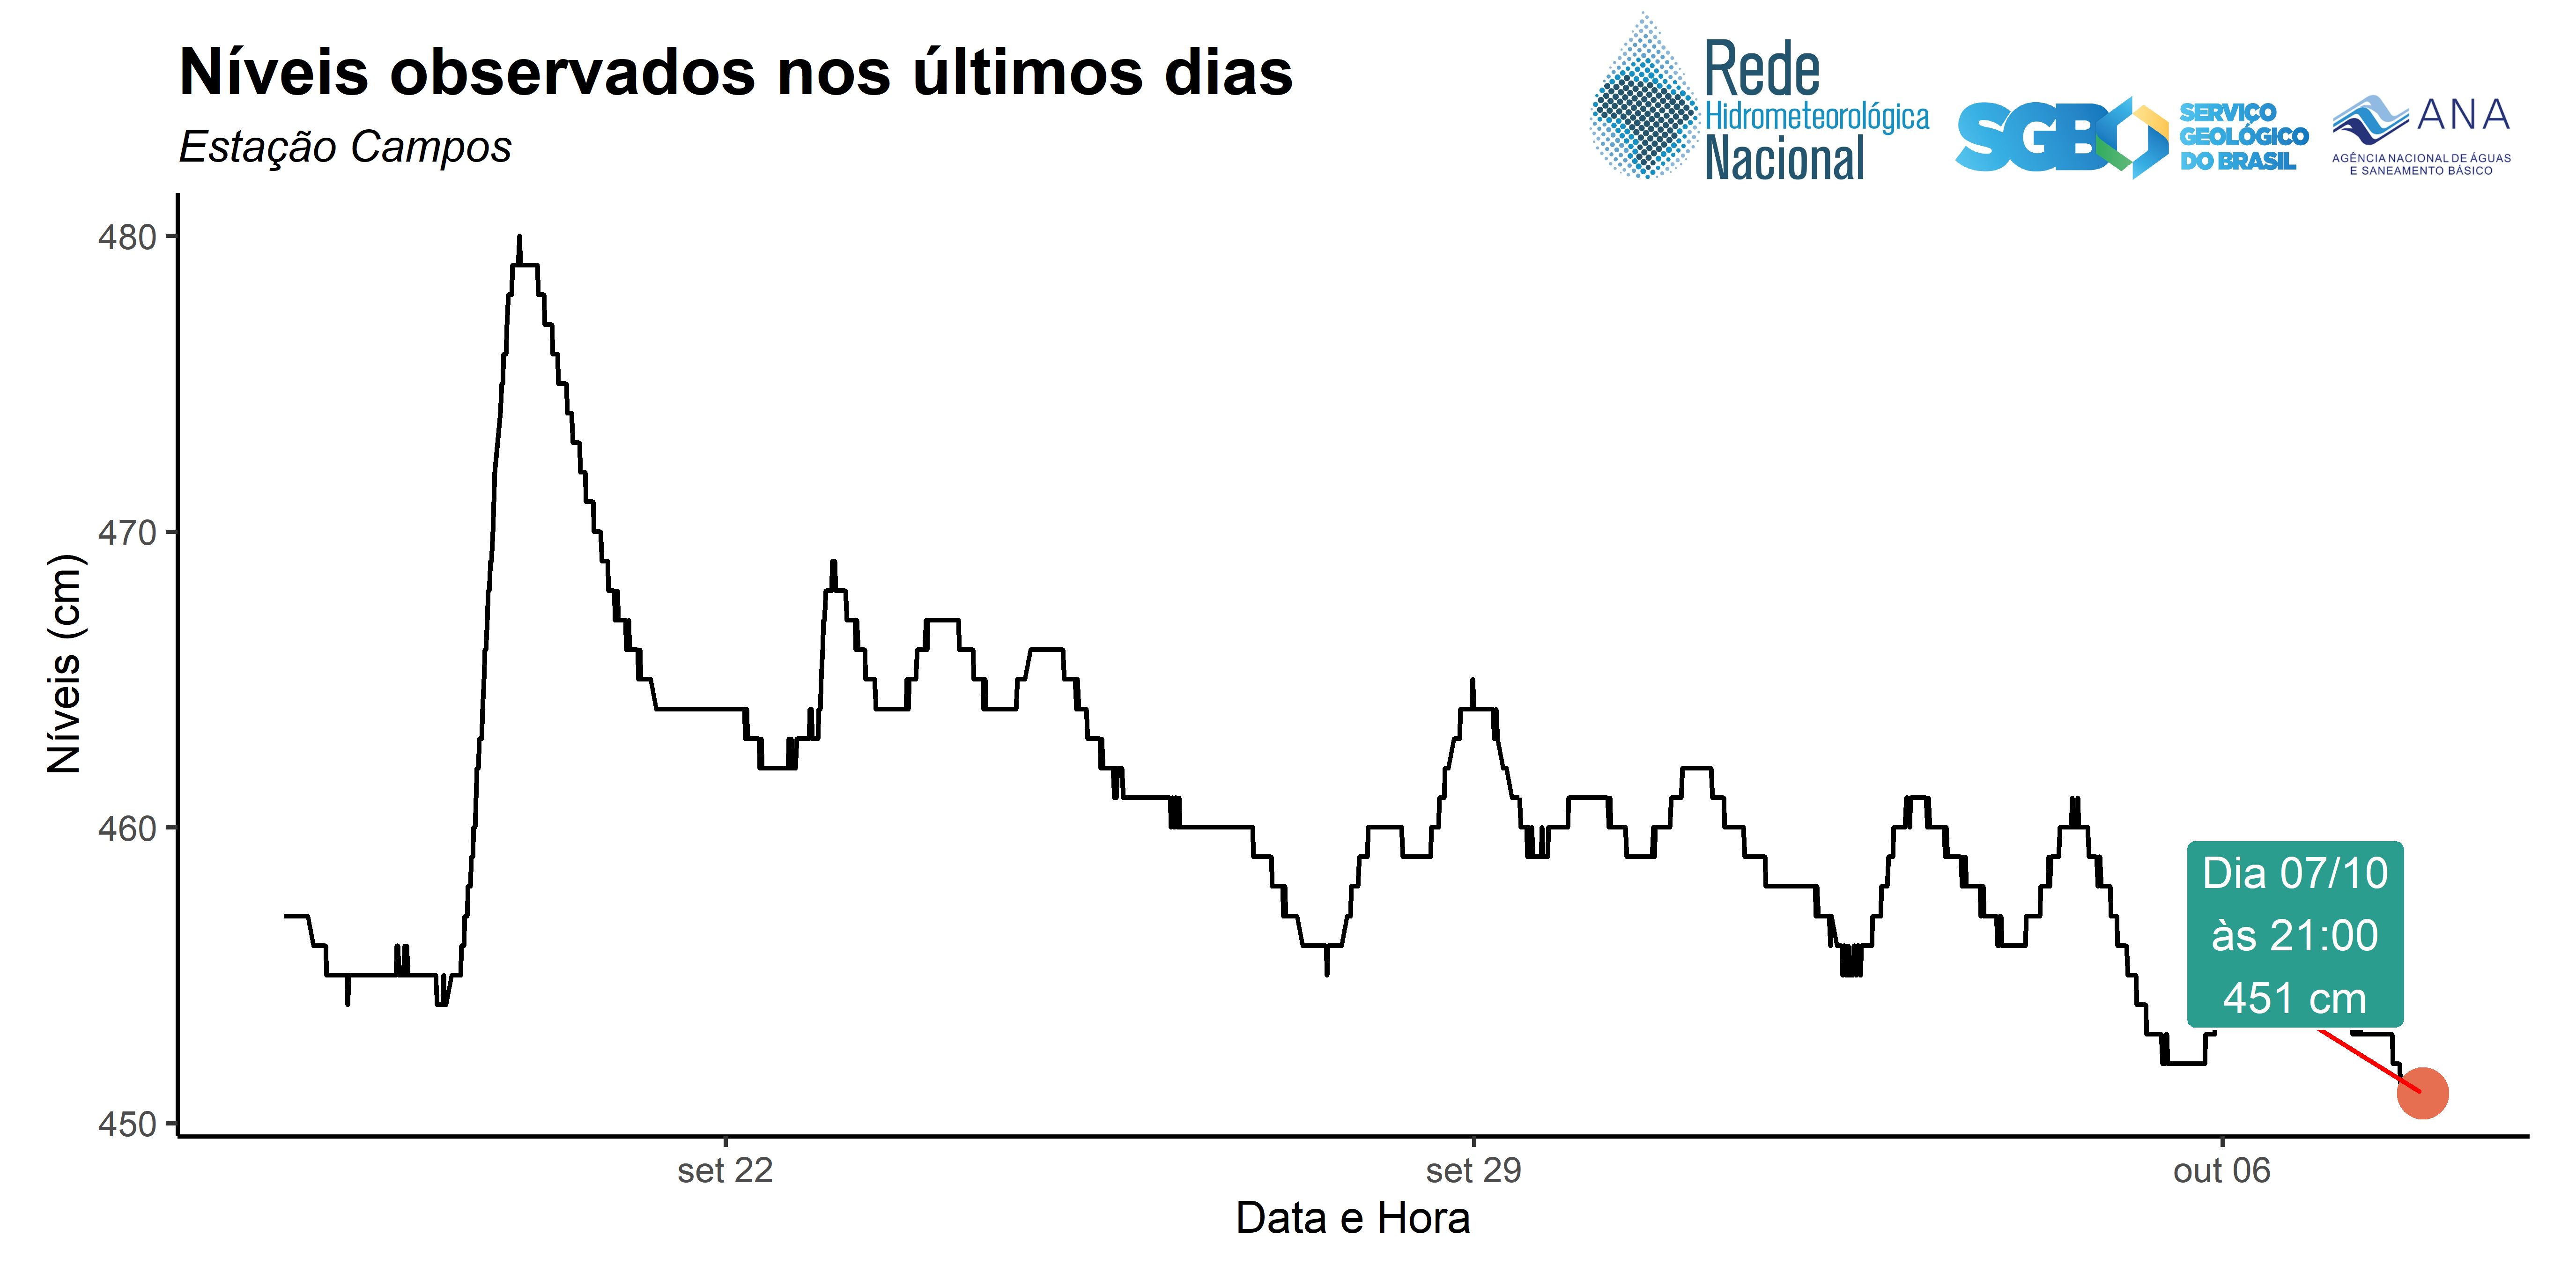 Níveis observados nos últimos dias
Estação Campos
Rede
Hidrometeorológica
Nacional
SGB
SERVIÇO
GEOLÓGICO
DO BRASIL
ANA
AGÊNCIA NACIONAL DE ÁGUAS
E SANEAMENTO BÁSICO
Níveis (cm)
480
470
460
450
Dia 07/10
às 21:00
451 cm
set 22
set 29
out 06
Data e Hora